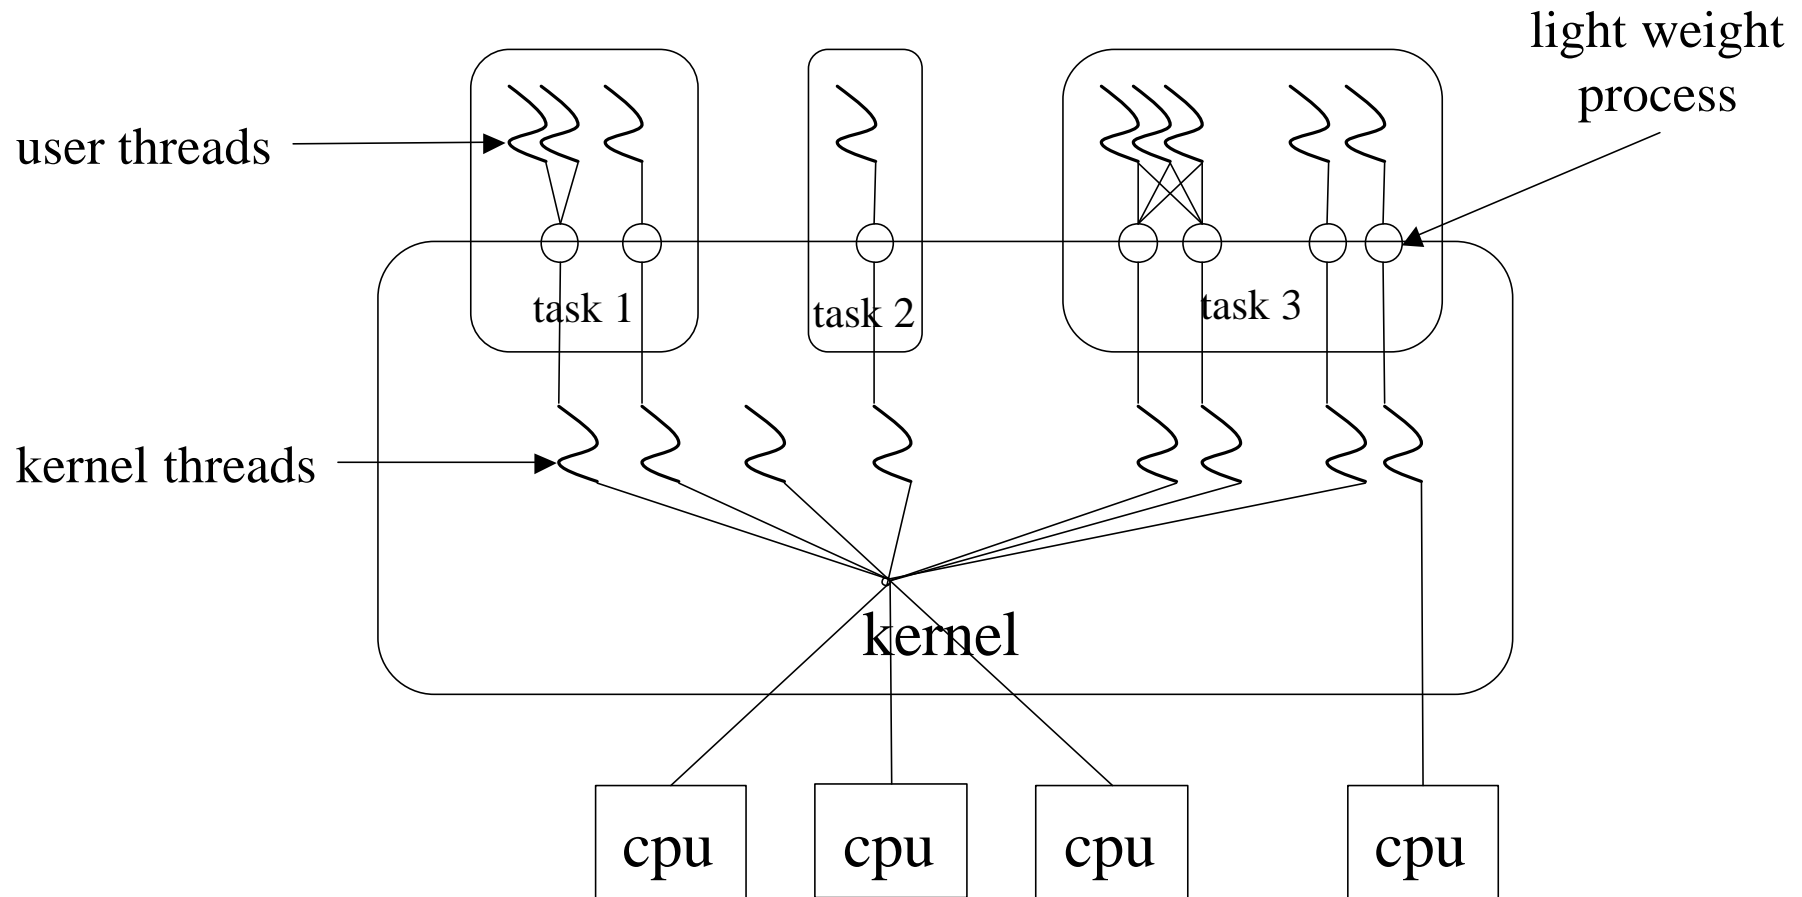 light weight
process
user threads
task 1
task 2
task 3
kernel threads
kernel
cpu
cpu
cpu
cpu